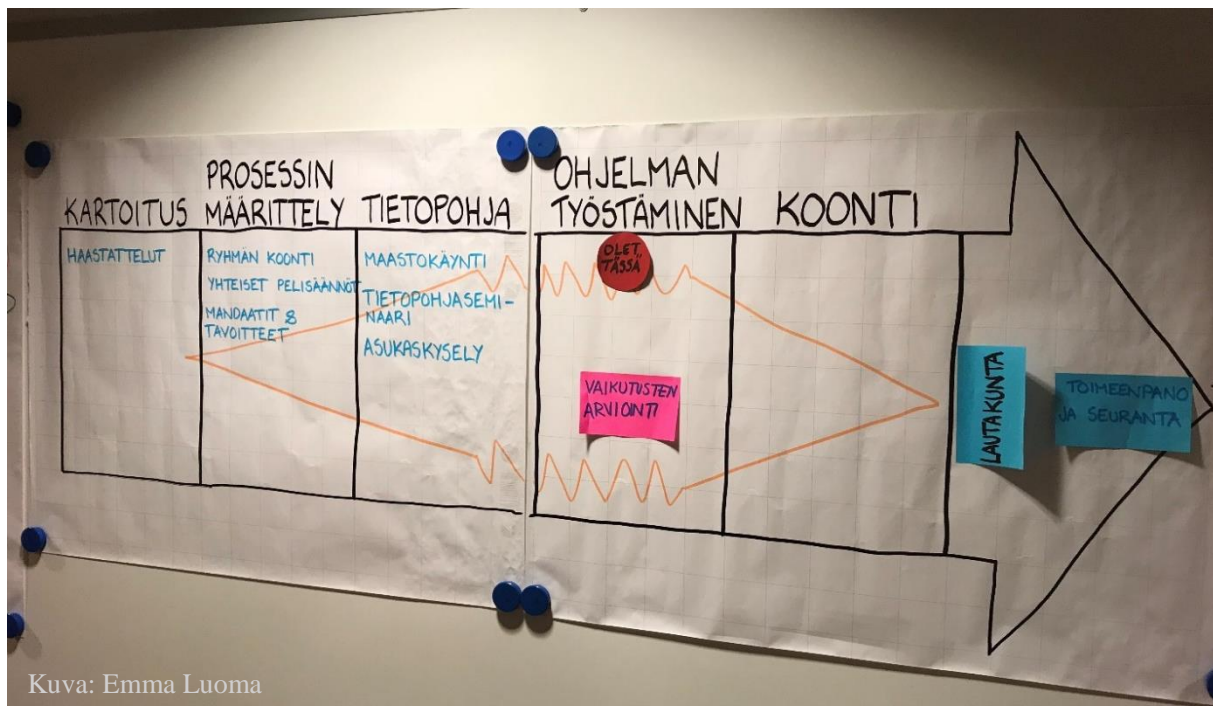 KARTOITUS
HAASTATTELUT
PROSESSIN
MÄÄRITTELY
RYHMÄN KOONTI
YHTEISET PELISÄÄNNÖT
MANDAATIT &
TAVOITTEET
TIETOPOHJA
MAASTOKÄYNTI
TIETOPOHJASEMI-
NAARI
ASUKASKYSELY
OHJELMAN
TYÖSTÄMINEN
OLET
TÄSSÄ
VAIKUTUSTEN
ARVIOINTI
KOONTI
LAUTAKUNTA
TOIMEENPANO
JA SEURANTA
Kuva: Emma Luoma